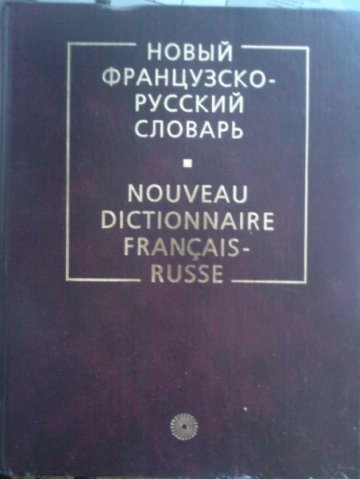 НОВЫЙ
ФРАНЦУЗСКО-
РУССКИЙ
СЛОВАРЬ
NOUVEAU
DICTIONNAIRE
FRANÇAIS-
RUSSE